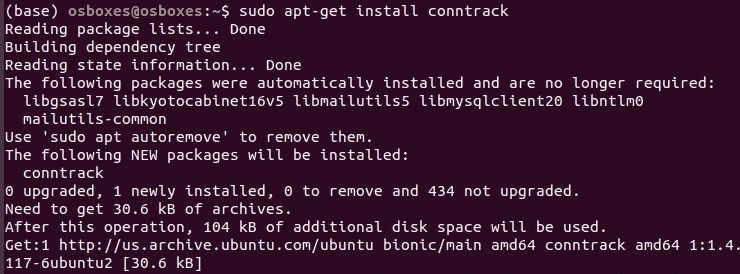 (base) osboxes@osboxes:~$ sudo apt-get install conntrack
Reading package lists... Done
Building dependency tree
Reading state information... Done
The following packages were automatically installed and are no longer required:
  libgsasl7 libkyotocabinet16v5 libmailutils5 libmysqlclient20 libntlm0
  mailutils-common
Use 'sudo apt autoremove' to remove them.
The following NEW packages will be installed:
  conntrack
0 upgraded, 1 newly installed, 0 to remove and 434 not upgraded.
Need to get 30.6 kB of archives.
After this operation, 104 kB of additional disk space will be used.
Get:1 http://us.archive.ubuntu.com/ubuntu bionic/main amd64 conntrack amd64 1:1.4.
117-6ubuntu2 [30.6 kB]